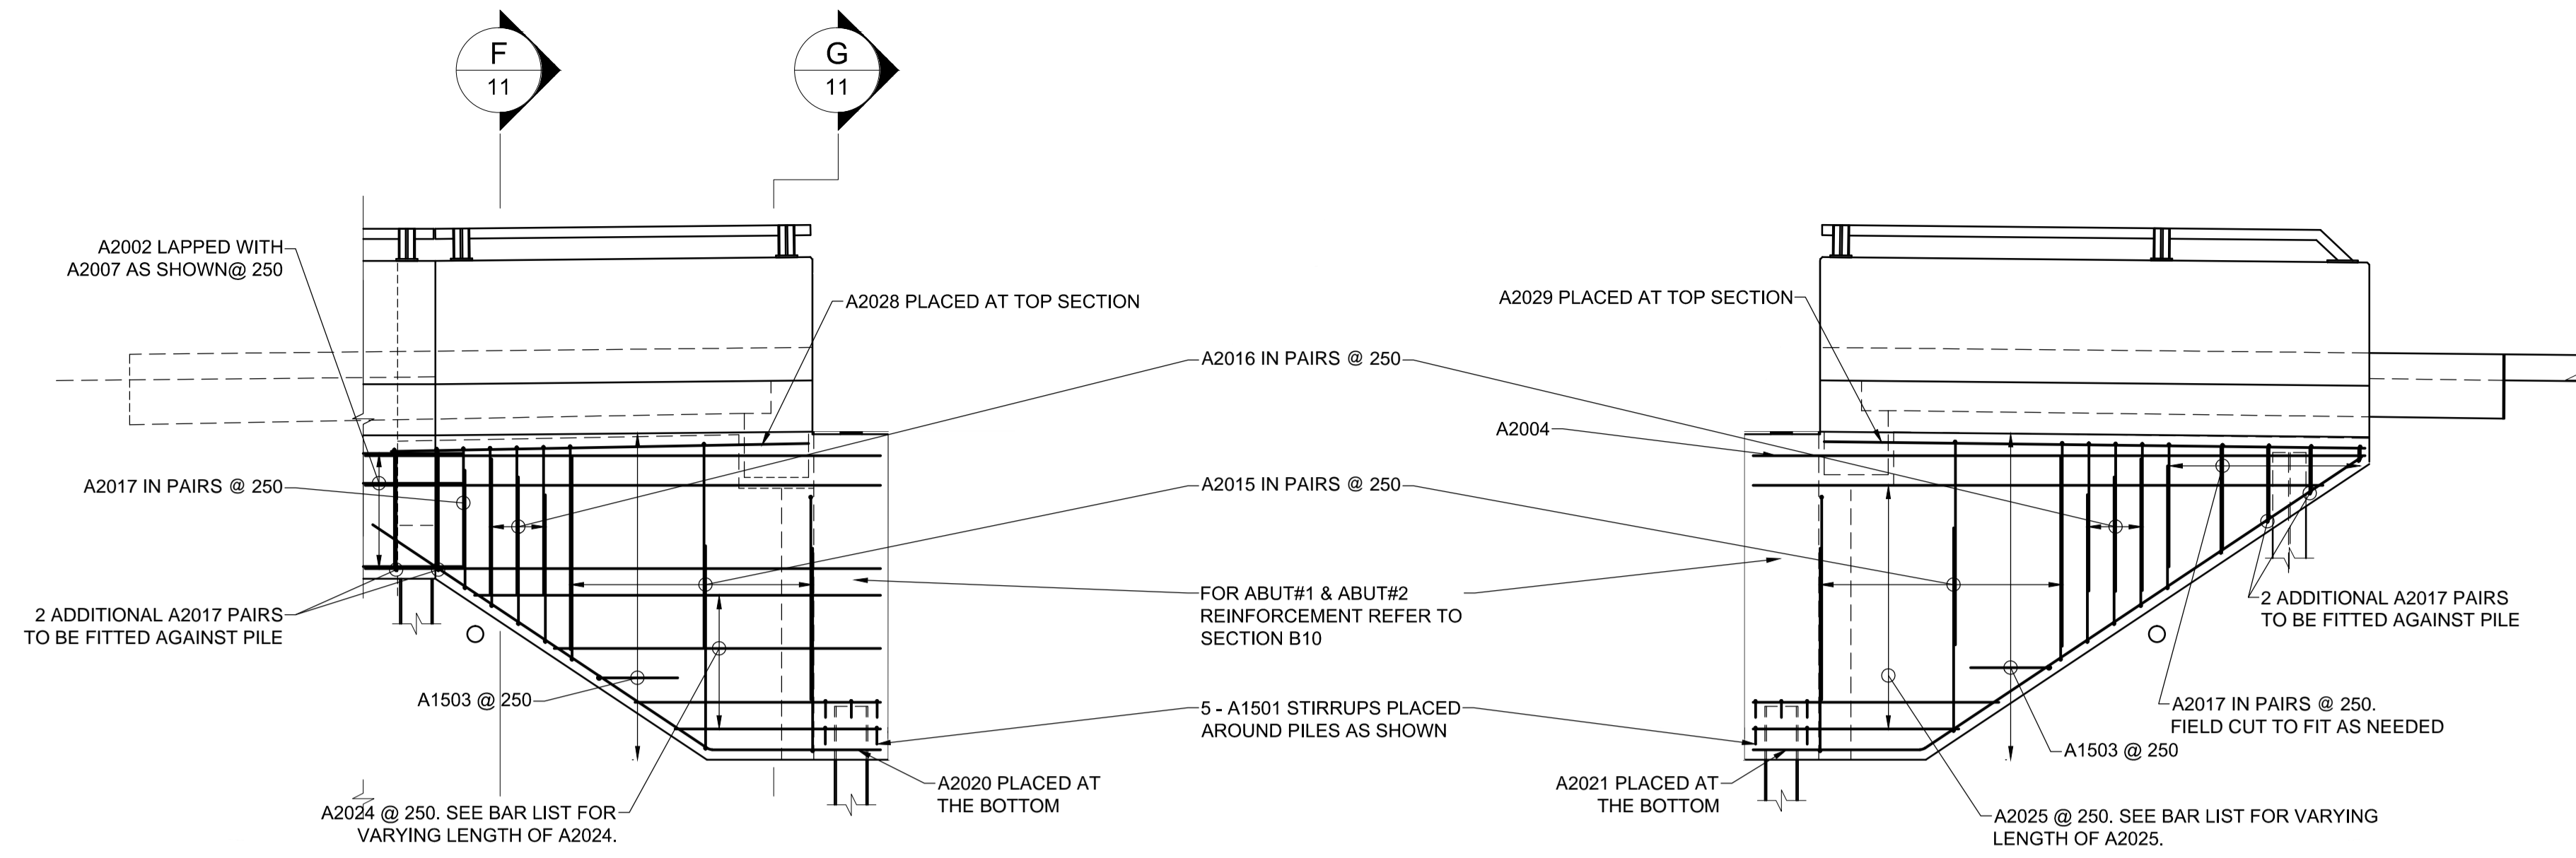 F
11
G
11
A2002 LAPPED WITH
A2007 AS SHOWN@ 250
A2028 PLACED AT TOP SECTION
A2029 PLACED AT TOP SECTION
A2016 IN PAIRS @ 250
A2004
A2017 IN PAIRS @ 250
A2015 IN PAIRS @ 250
2 ADDITIONAL A2017 PAIRS
TO BE FITTED AGAINST PILE
FOR ABUT#1 & ABUT#2
REINFORCEMENT REFER TO
SECTION B10
2 ADDITIONAL A2017 PAIRS
TO BE FITTED AGAINST PILE
A1503 @ 250
5 - A1501 STIRRUPS PLACED
AROUND PILES AS SHOWN
A2017 IN PAIRS @ 250.
FIELD CUT TO FIT AS NEEDED
A1503 @ 250
A2020 PLACED AT
THE BOTTOM
A2021 PLACED AT
THE BOTTOM
A2024 @ 250. SEE BAR LIST FOR
VARYING LENGTH OF A2024.
A2025 @ 250. SEE BAR LIST FOR VARYING
LENGTH OF A2025.